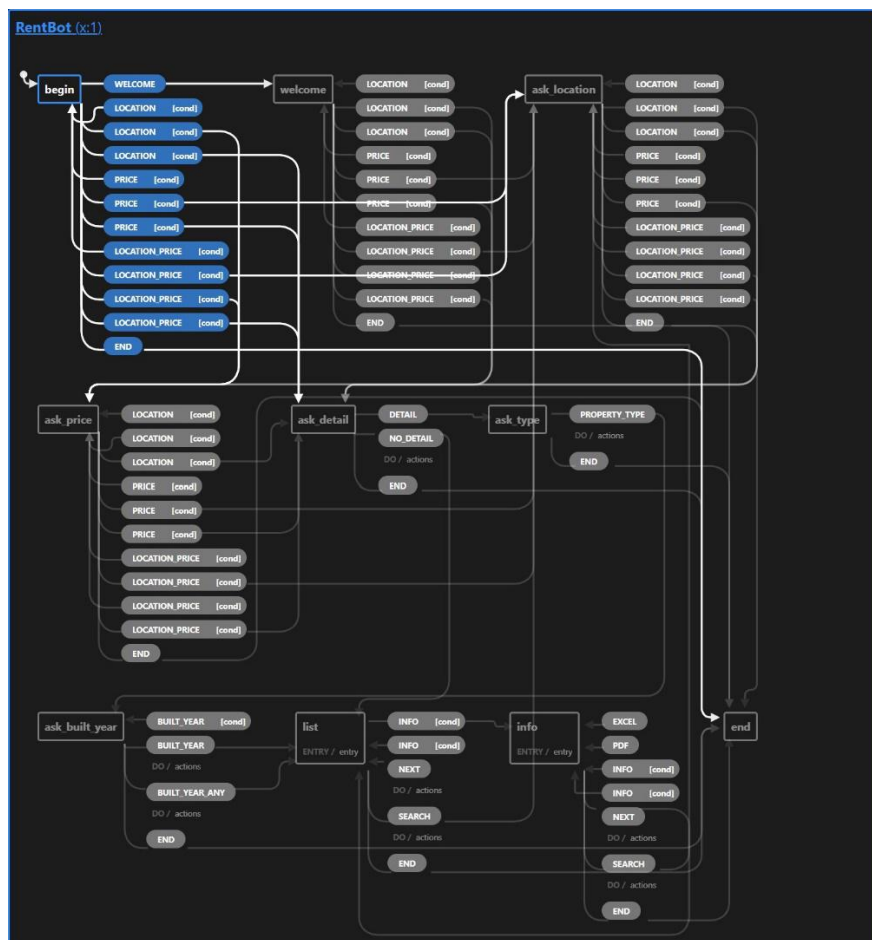 RentBot (x:1)
begin
WELCOME
LOCATION [cond]
LOCATION [cond]
LOCATION [cond]
PRICE [cond]
PRICE [cond]
PRICE [cond]
LOCATION_PRICE [cond]
LOCATION_PRICE [cond]
LOCATION_PRICE [cond]
LOCATION_PRICE [cond]
END
welcome
LOCATION [cond]
LOCATION [cond]
LOCATION [cond]
PRICE [cond]
PRICE [cond]
PRICE [cond]
LOCATION_PRICE [cond]
LOCATION_PRICE [cond]
LOCATION_PRICE [cond]
LOCATION_PRICE [cond]
END
ask_location
LOCATION [cond]
LOCATION [cond]
LOCATION [cond]
PRICE [cond]
PRICE [cond]
PRICE [cond]
LOCATION_PRICE [cond]
LOCATION_PRICE [cond]
LOCATION_PRICE [cond]
LOCATION_PRICE [cond]
END
ask_price
LOCATION [cond]
LOCATION [cond]
LOCATION [cond]
PRICE [cond]
PRICE [cond]
PRICE [cond]
LOCATION_PRICE [cond]
LOCATION_PRICE [cond]
LOCATION_PRICE [cond]
LOCATION_PRICE [cond]
END
ask_detail
DETAIL
NO_DETAIL
DO / actions
END
ask_type
PROPERTY_TYPE
DO / actions
END
ask_built_year
BUILT_YEAR [cond]
BUILT_YEAR
DO / actions
BUILT_YEAR_ANY
DO / actions
END
list
ENTRY / entry
INFO [cond]
INFO [cond]
NEXT
DO / actions
SEARCH
DO / actions
END
info
ENTRY / entry
EXCEL
PDF
INFO [cond]
INFO [cond]
NEXT
DO / actions
SEARCH
DO / actions
END
end